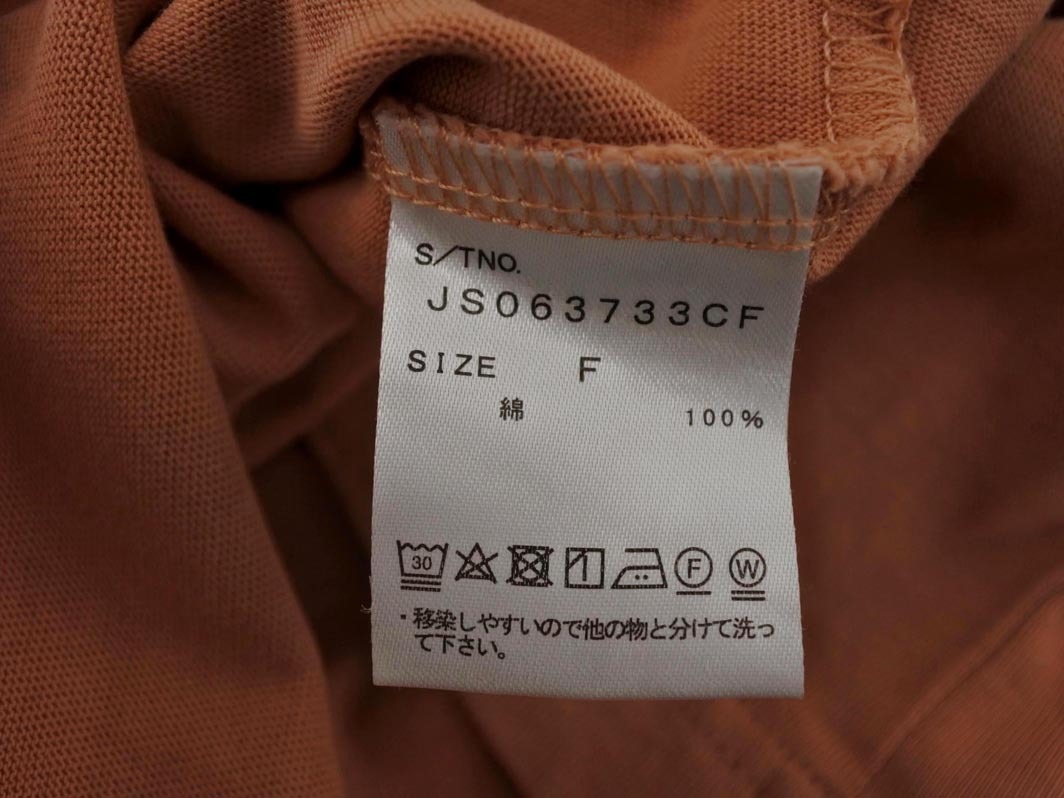 S/TNO.
JS063733CF
SIZE F
綿 100%
30 F W
・移染しやすいので他の物と分けて洗っ
て下さい。